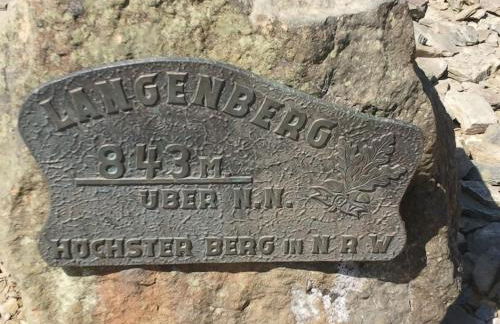 LANGENBERG
843 M.
ÜBER N.N.
HÖCHSTER BERG in N R W